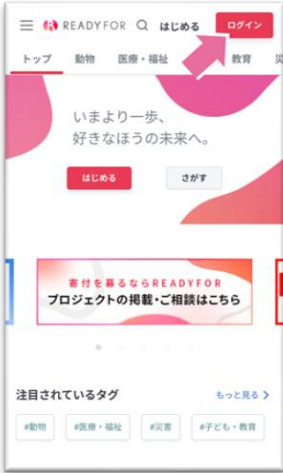 READYFOR はじめる ログイン
トップ 動物 医療・福祉 教育
いまより一歩、
好きなほうの未来へ。
はじめる さがす
寄付を募るならREADYFOR
プロジェクトの掲載・ご相談はこちら
注目されているタグ もっと見る
#動物 #医療・福祉 #災害 #子ども・教育